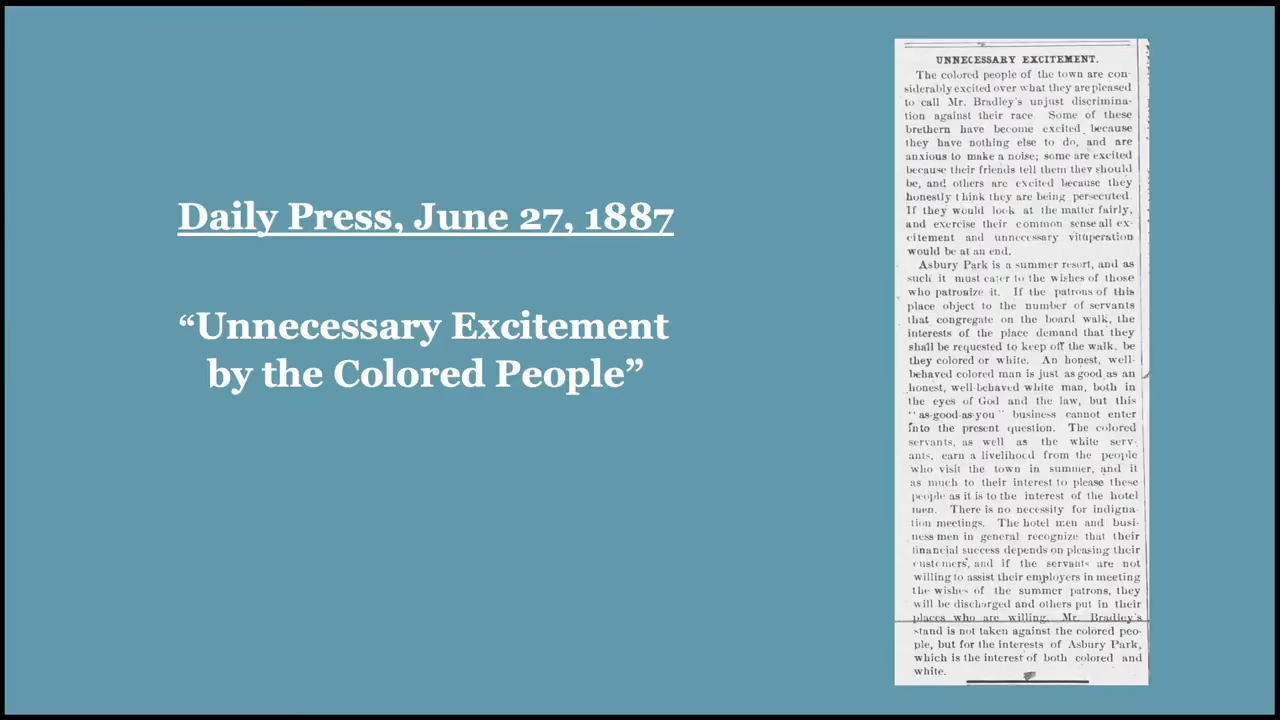 Daily Press, June 27, 1887
“Unnecessary Excitement
by the Colored People”
UNNECESSARY EXCITEMENT.
The colored people of the town are con-
siderably excited over what they are pleased
to call Mr. Bradley's unjust discrimina-
tion against their race. Some of these
brethern have become excited because
they have nothing else to do, and are
anxious to make a noise; some are excited
because their friends tell them they should
be, and others are excited because they
honestly think they are being persecuted.
If they would look at the matter fairly,
and exercise their common sense all ex-
citement and unnecessary vituperation
would be at an end.
Asbury Park is a summer resort, and as
such it must cater to the wishes of those
who patronize it. If the patrons of this
place object to the number of servants
that congregate on the board walk, the
interests of the place demand that they
shall be requested to keep off the walk, be
they colored or white. An honest, well-
behaved colored man is just as good as an
honest, well-behaved white man, both in
the eyes of God and the law, but this
"as-good-as-you" business cannot enter
into the present question. The colored
servants, as well as the white serv-
ants, earn a livelihood from the people
who visit the town in summer, and it
as much to their interest to please these
people as it is to the interest of the hotel
men. There is no necessity for indigna-
tion meetings. The hotel men and busi-
ness men in general recognize that their
financial success depends on pleasing their
customers, and if the servants are not
willing to assist their employers in meeting
the wishes of the summer patrons, they
will be discharged and others put in their
places who are willing. Mr. Bradley's
stand is not taken against the colored peo-
ple, but for the interests of Asbury Park,
which is the interest of both colored and
white.